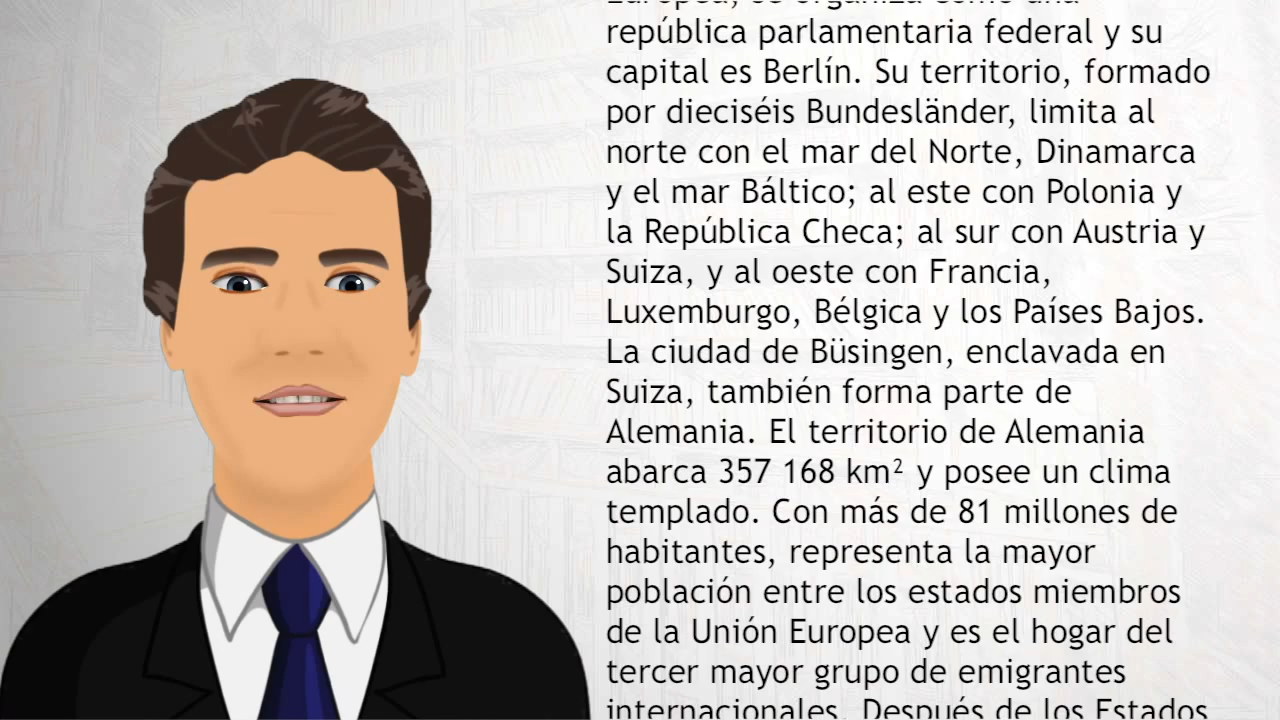 república parlamentaria federal y su
capital es Berlín. Su territorio, formado
por dieciséis Bundesländer, limita al
norte con el mar del Norte, Dinamarca
y el mar Báltico; al este con Polonia y
la República Checa; al sur con Austria y
Suiza, y al oeste con Francia,
Luxemburgo, Bélgica y los Países Bajos.
La ciudad de Büsingen, enclavada en
Suiza, también forma parte de
Alemania. El territorio de Alemania
abarca 357 168 km² y posee un clima
templado. Con más de 81 millones de
habitantes, representa la mayor
población entre los estados miembros
de la Unión Europea y es el hogar del
tercer mayor grupo de emigrantes
internacionales. Después de los Estados